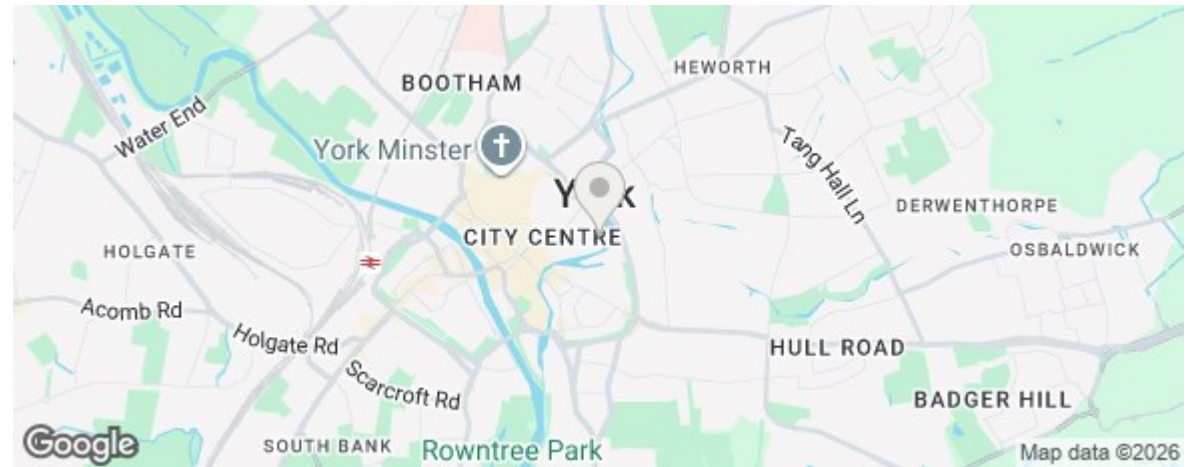 HEWORTH
BOOTHAM
Water End
York Minster
Tang Hall Ln
DERWENTHORPE
CITY CENTRE
HOLGATE
OSBALDWICK
Acomb Rd
Holgate Rd
HULL ROAD
Scarcroft Rd
BADGER HILL
SOUTH BANK
Rowntree Park
Google
Map data ©2026